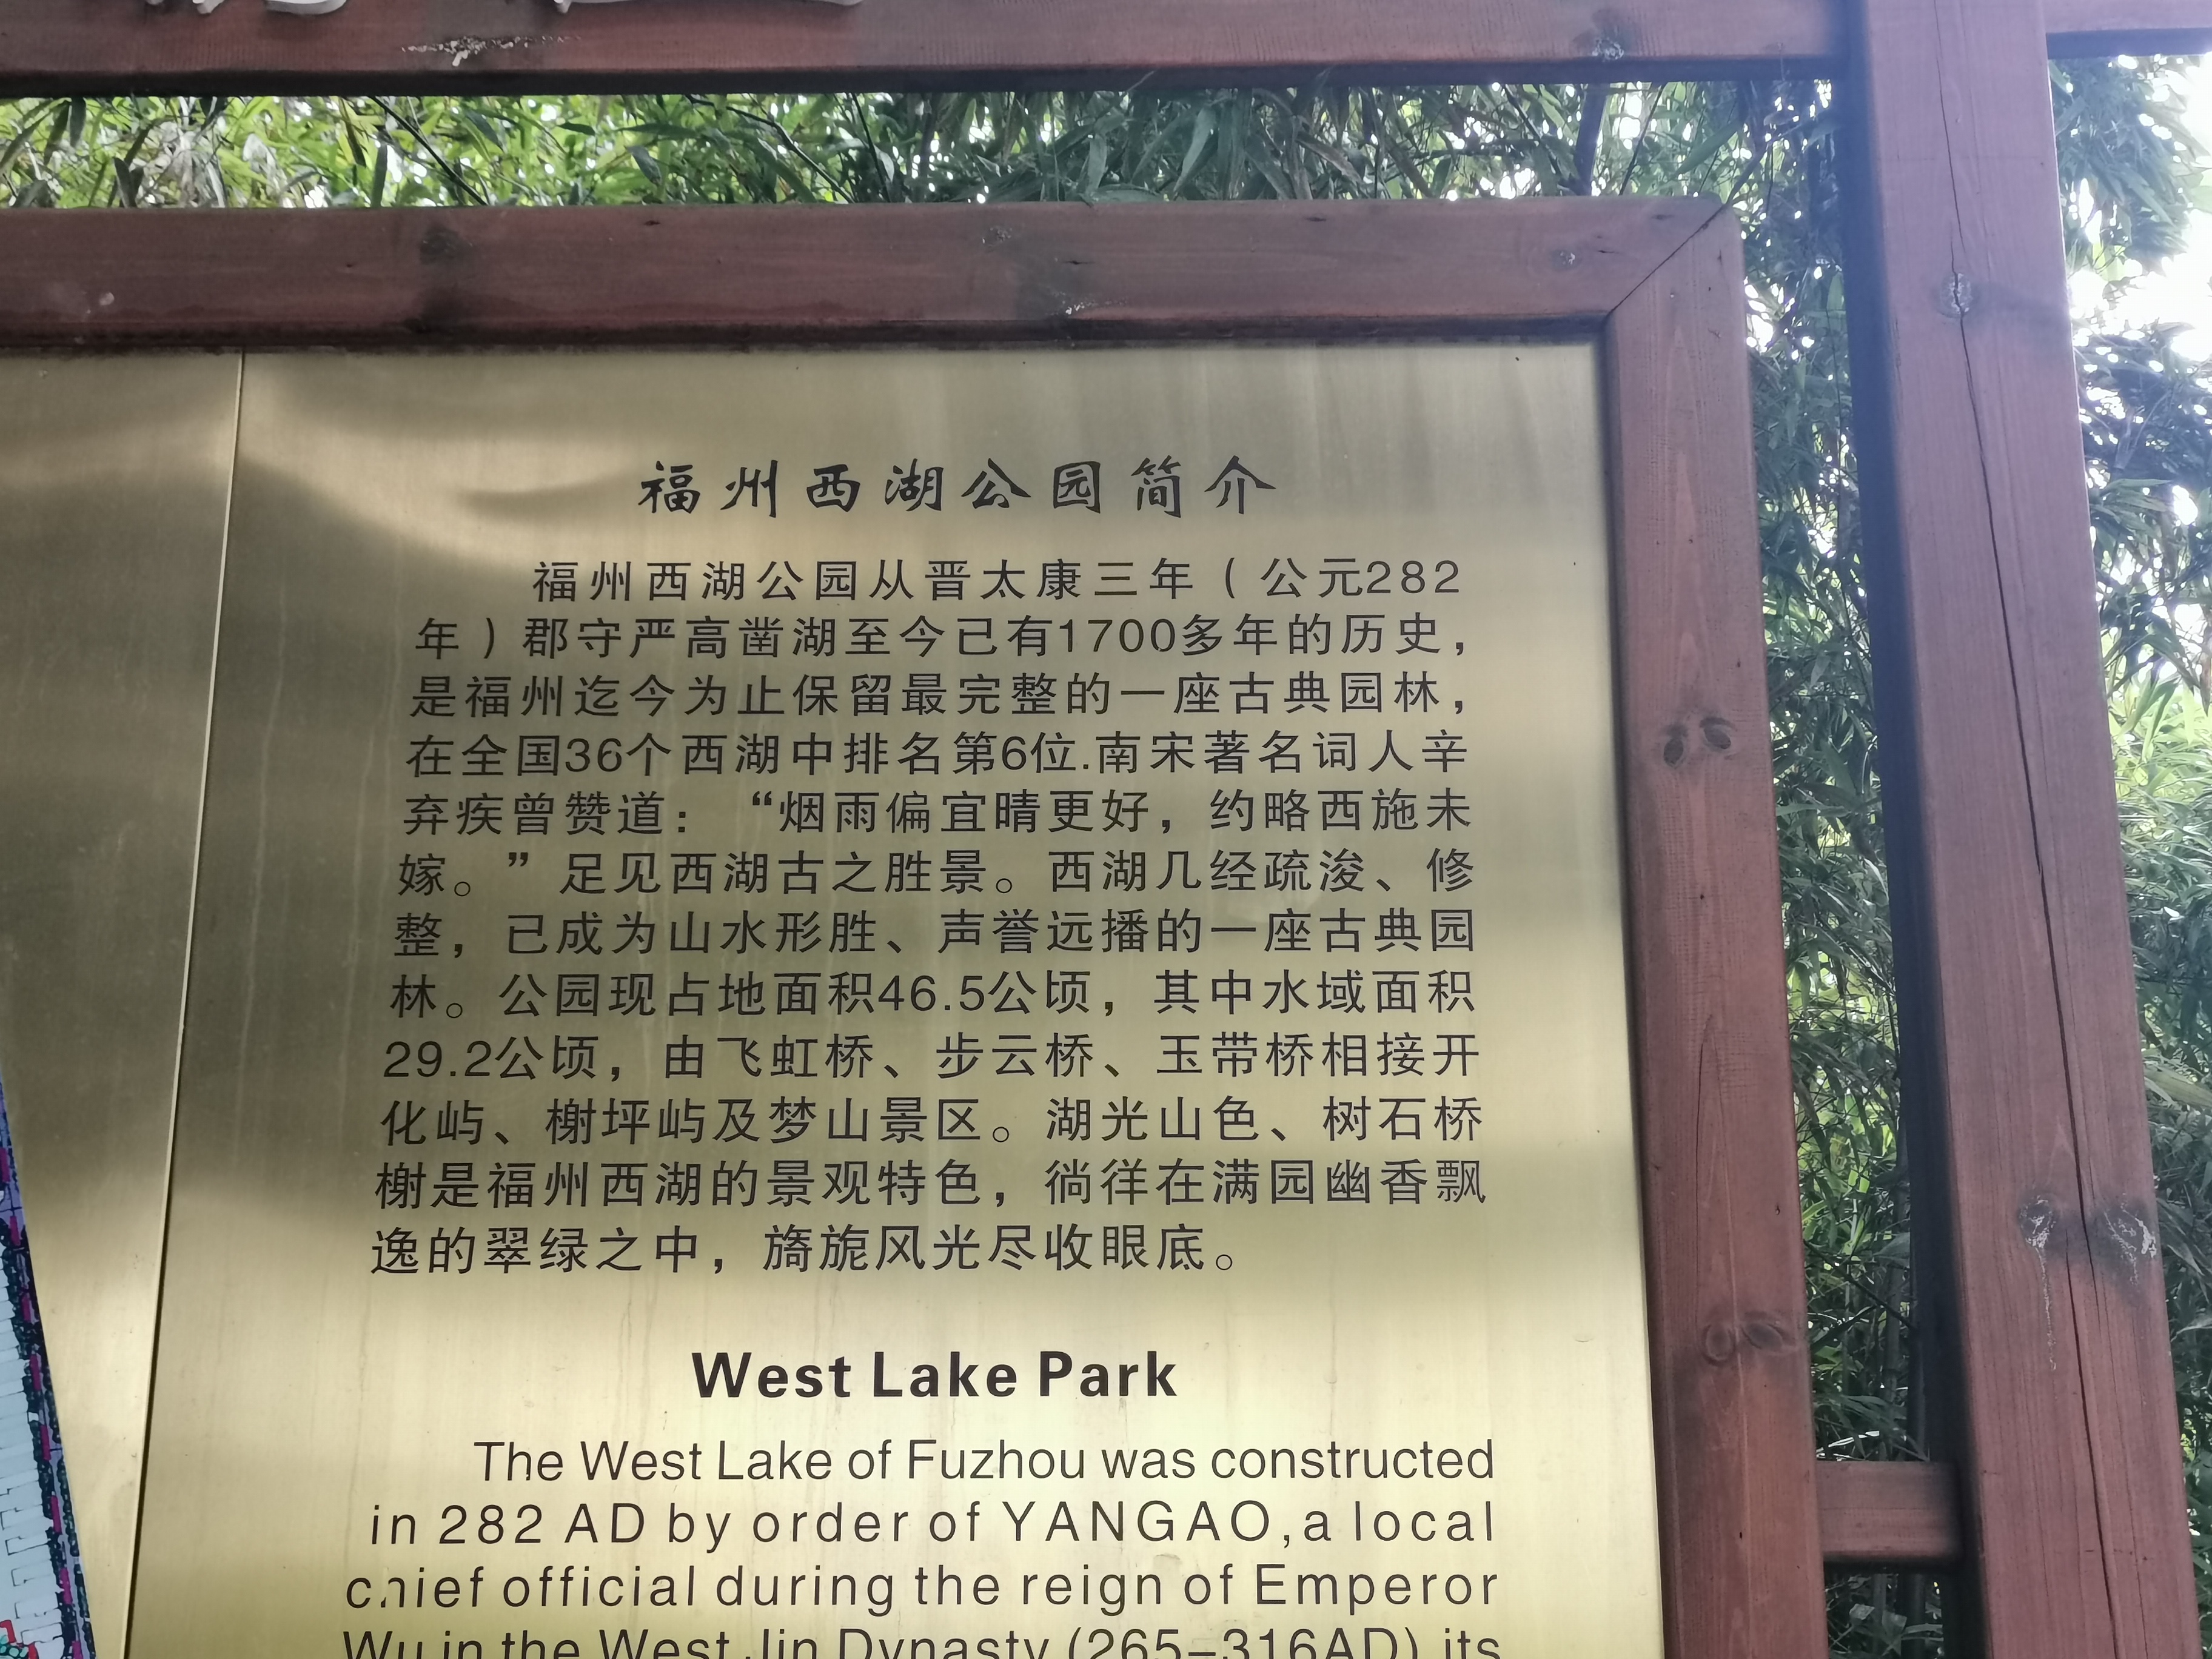 福州西湖公园简介
福州西湖公园从晋太康三年（公元282
年）郡守严高凿湖至今已有1700多年的历史，
是福州迄今为止保留最完整的一座古典园林，
在全国36个西湖中排名第6位.南宋著名词人辛
弃疾曾赞道：“烟雨偏宜晴更好，约略西施未
嫁。”足见西湖古之胜景。西湖几经疏浚、修
整，已成为山水形胜、声誉远播的一座古典园
林。公园现占地面积46.5公顷，其中水域面积
29.2公顷，由飞虹桥、步云桥、玉带桥相接开
化屿、榭坪屿及梦山景区。湖光山色、树石桥
榭是福州西湖的景观特色，徜徉在满园幽香飘
逸的翠绿之中，旖旎风光尽收眼底。
West Lake Park
The West Lake of Fuzhou was constructed
in 282 AD by order of YANGAO,a local
chief official during the reign of Emperor
Wu in the West Jin Dynasty (265-316AD) its